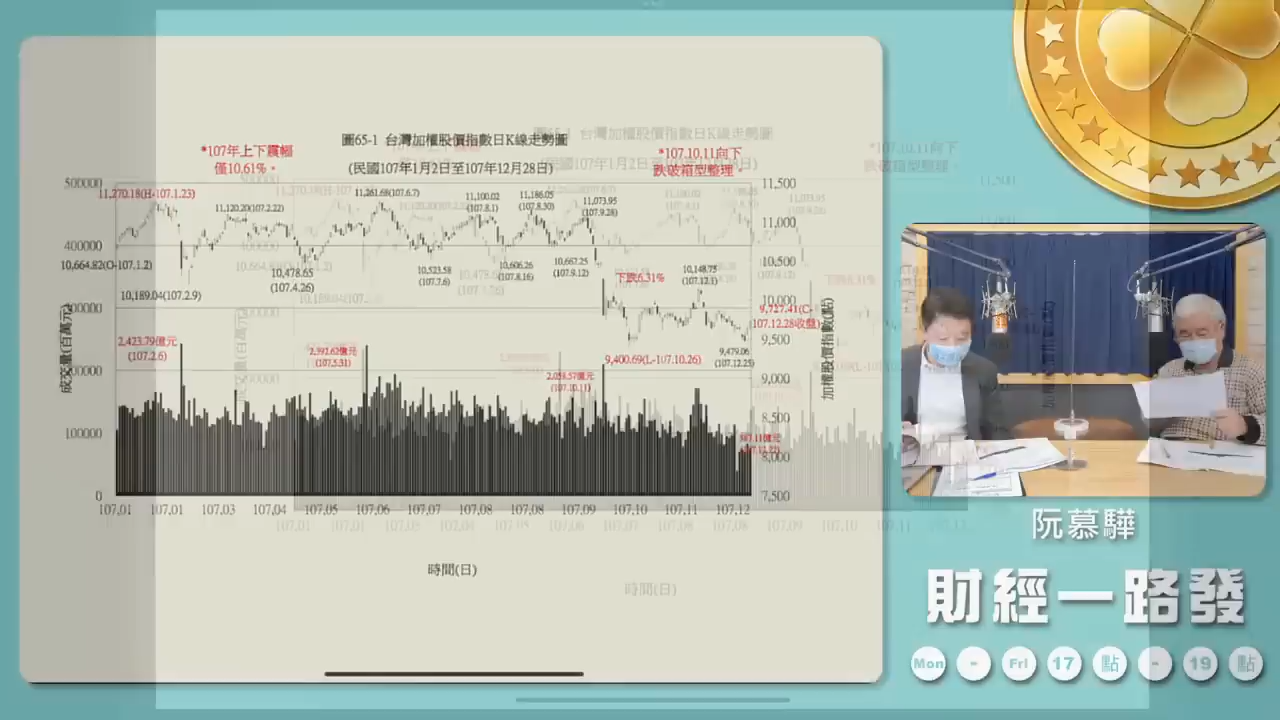 圖65-1 台灣加權股價指數日K線走勢圖
(民國107年1月2日至107年12月28日)
*107年上下震幅
僅10.61%。
*107.10.11向下
跌破箱型整理。
500000
400000
100000
0
成交量(百萬元)
11,500
11,000
10,500
10,000
9,500
9,000
8,500
8,000
7,500
加權股價指數(點)
11,270.18(H-107.1.23)
11,120.20(107.2.22)
11,261.68(107.6.7)
11,100.02
(107.8.1)
11,186.05
(107.8.30)
11,073.95
(107.9.28)
10,664.82(O-107.1.2)
10,189.04(107.2.9)
10,478.65
(107.4.26)
10,523.58
(107.7.6)
10,606.26
(107.8.16)
10,662.25
(107.9.12)
下跌6.31%
10,148.75
(107.12.1)
9,727.41(C-
107.12.28收盤)
9,400.69(L-107.10.26)
9,479.06
(107.12.25)
2,423.79億元
(107.2.6)
2,392.62億元
(107.5.31)
(107.10.11)
107.01
107.01
107.03
107.04
107.05
107.06
107.07
107.08
107.09
107.10
107.11
107.12
時間(日)
時間(日)
阮慕驊
財經一路發
Mon - Fri 17 點 - 19 點